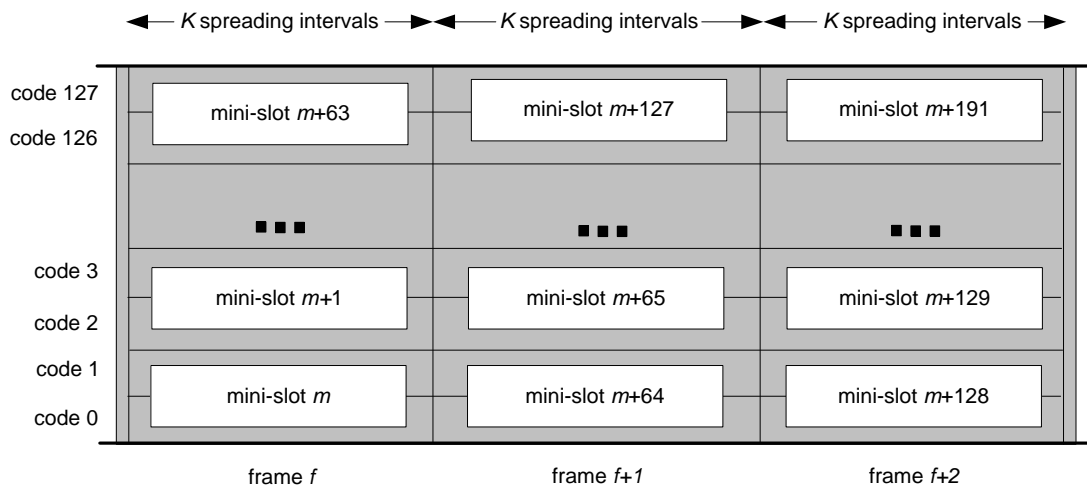 K spreading intervals K spreading intervals K spreading intervals
code 127
mini-slot m+63 mini-slot m+127 mini-slot m+191
code 126
code 3
mini-slot m+1 mini-slot m+65 mini-slot m+129
code 2
code 1
mini-slot m mini-slot m+64 mini-slot m+128
code 0
frame f frame f+1 frame f+2